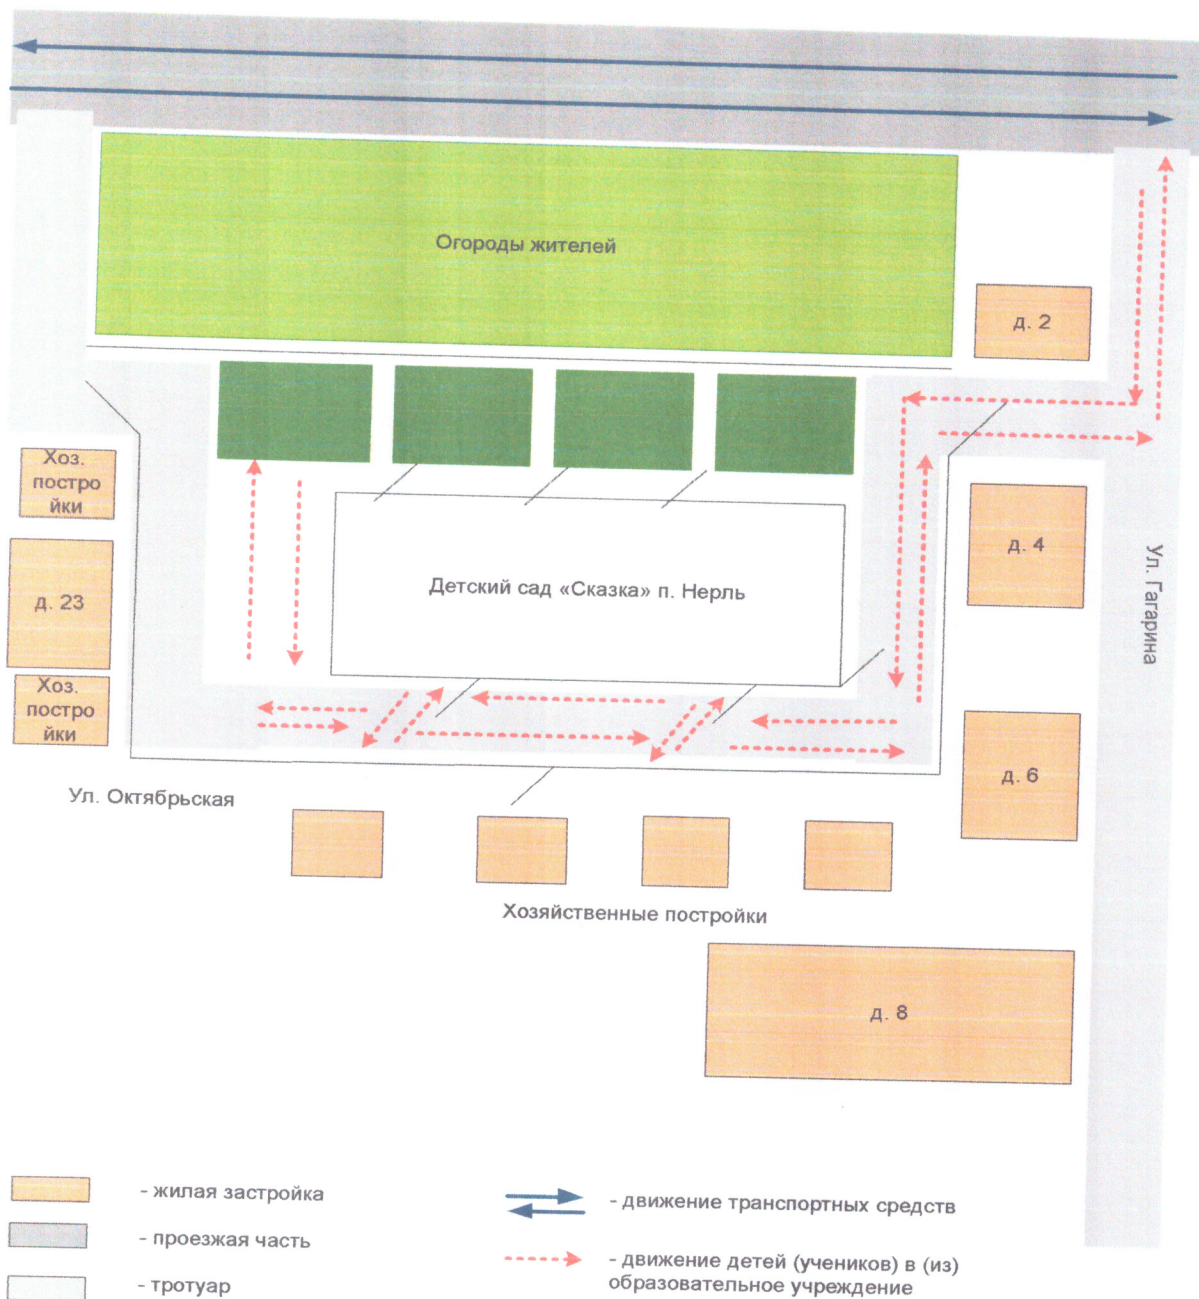 Огороды жителей
д. 2
Хоз.
постро
йки
д. 23
Хоз.
постро
йки
Детский сад «Сказка» п. Нерль
д. 4
Ул. Гагарина
д. 6
Ул. Октябрьская
Хозяйственные постройки
д. 8
- жилая застройка
- проезжая часть
- тротуар
- движение транспортных средств
- движение детей (учеников) в (из)
образовательное учреждение